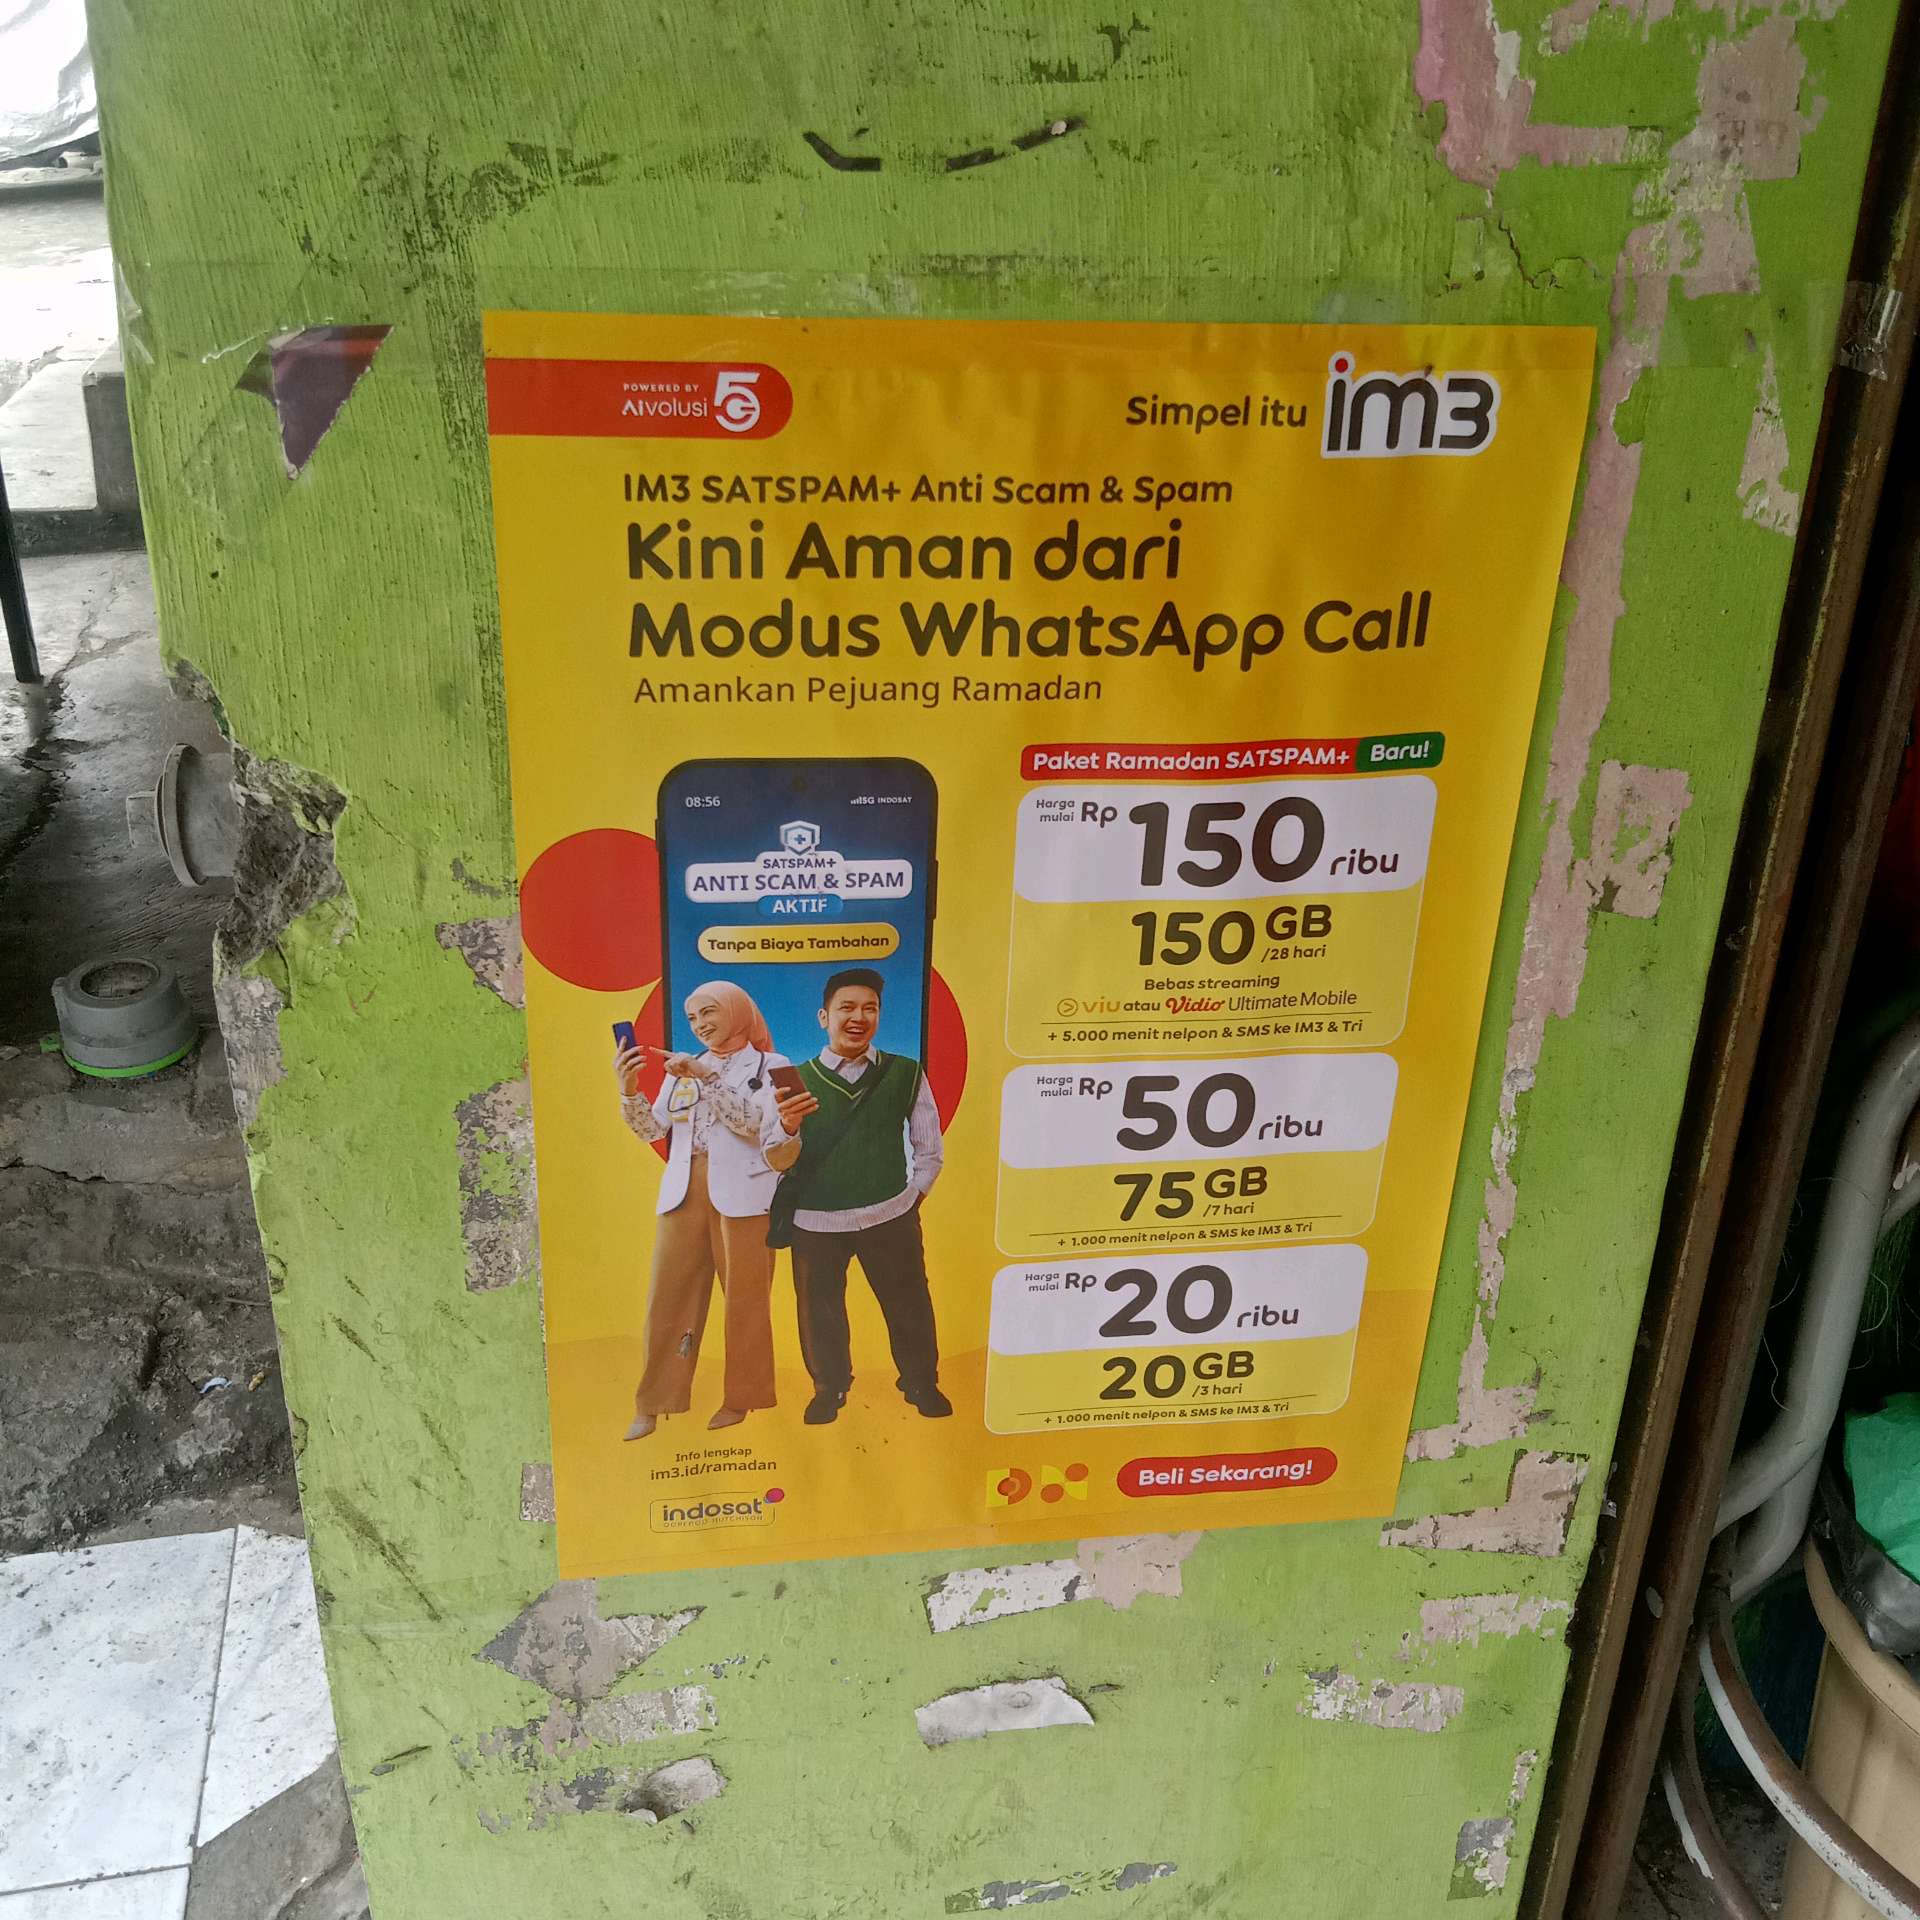 POWERED BY
AIvolusi 5G
Simpel itu im3
IM3 SATSPAM+ Anti Scam & Spam
Kini Aman dari
Modus WhatsApp Call
Amankan Pejuang Ramadan
08:56
5G INDOSAT
SATSPAM+
ANTI SCAM & SPAM
AKTIF
Tanpa Biaya Tambahan
Paket Ramadan SATSPAM+ Baru!
Harga mulai Rp 150 ribu
150 GB /28 hari
Bebas streaming
viu atau Vidio Ultimate Mobile
+ 5.000 menit nelpon & SMS ke IM3 & Tri
Harga mulai Rp 50 ribu
75 GB /7 hari
+ 1.000 menit nelpon & SMS ke IM3 & Tri
Harga mulai Rp 20 ribu
20 GB /3 hari
+ 1.000 menit nelpon & SMS ke IM3 & Tri
Info lengkap
im3.id/ramadan
indosat
OOREDOO HUTCHISON
Beli Sekarang!